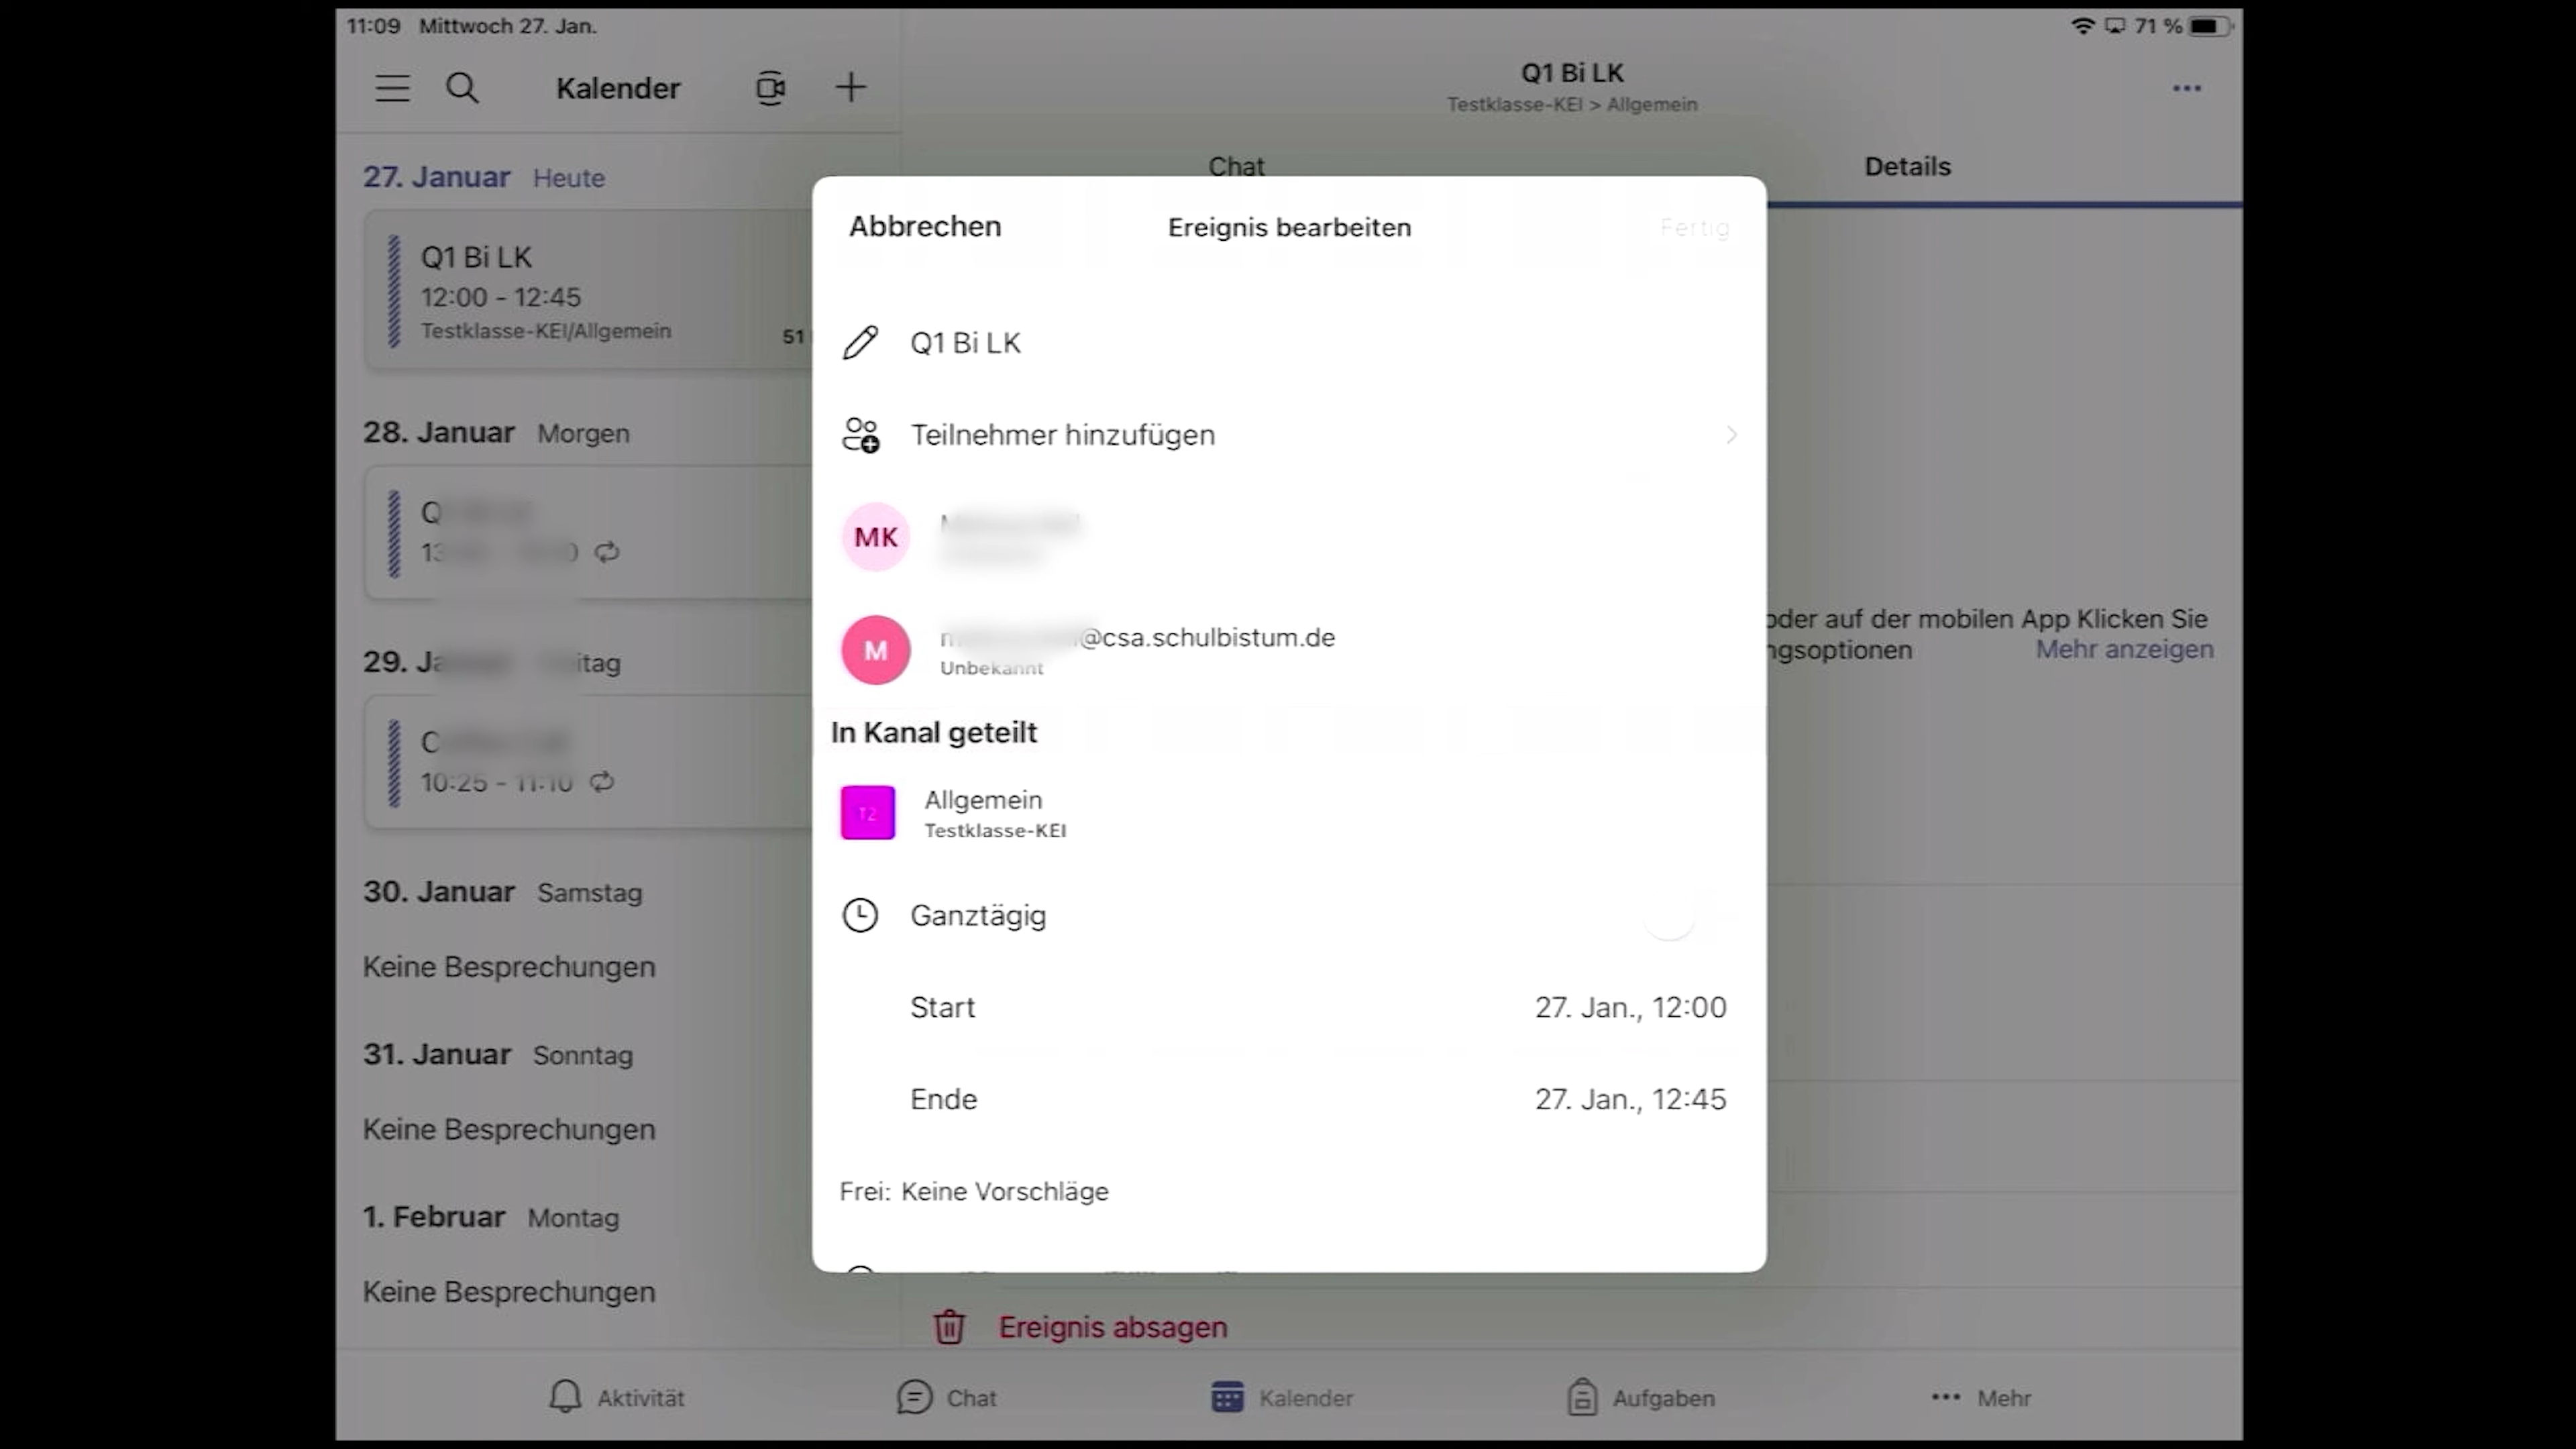 11:09 Mittwoch 27. Jan.
71 %
Kalender
27. Januar Heute
Q1 Bi LK
12:00 - 12:45
Testklasse-KEI/Allgemein
51
28. Januar Morgen
29.
10:25 - 11:10
30. Januar Samstag
Keine Besprechungen
31. Januar Sonntag
Keine Besprechungen
1. Februar Montag
Keine Besprechungen
Q1 Bi LK
Testklasse-KEI > Allgemein
Chat
Details
oder auf der mobilen App Klicken Sie
Mehr anzeigen
Abbrechen
Ereignis bearbeiten
Fertig
Q1 Bi LK
Teilnehmer hinzufügen
MK
M
@csa.schulbistum.de
Unbekannt
In Kanal geteilt
T2
Allgemein
Testklasse-KEI
Ganztägig
Start 27. Jan., 12:00
Ende 27. Jan., 12:45
Frei: Keine Vorschläge
Ereignis absagen
Aktivität
Chat
Kalender
Aufgaben
Mehr